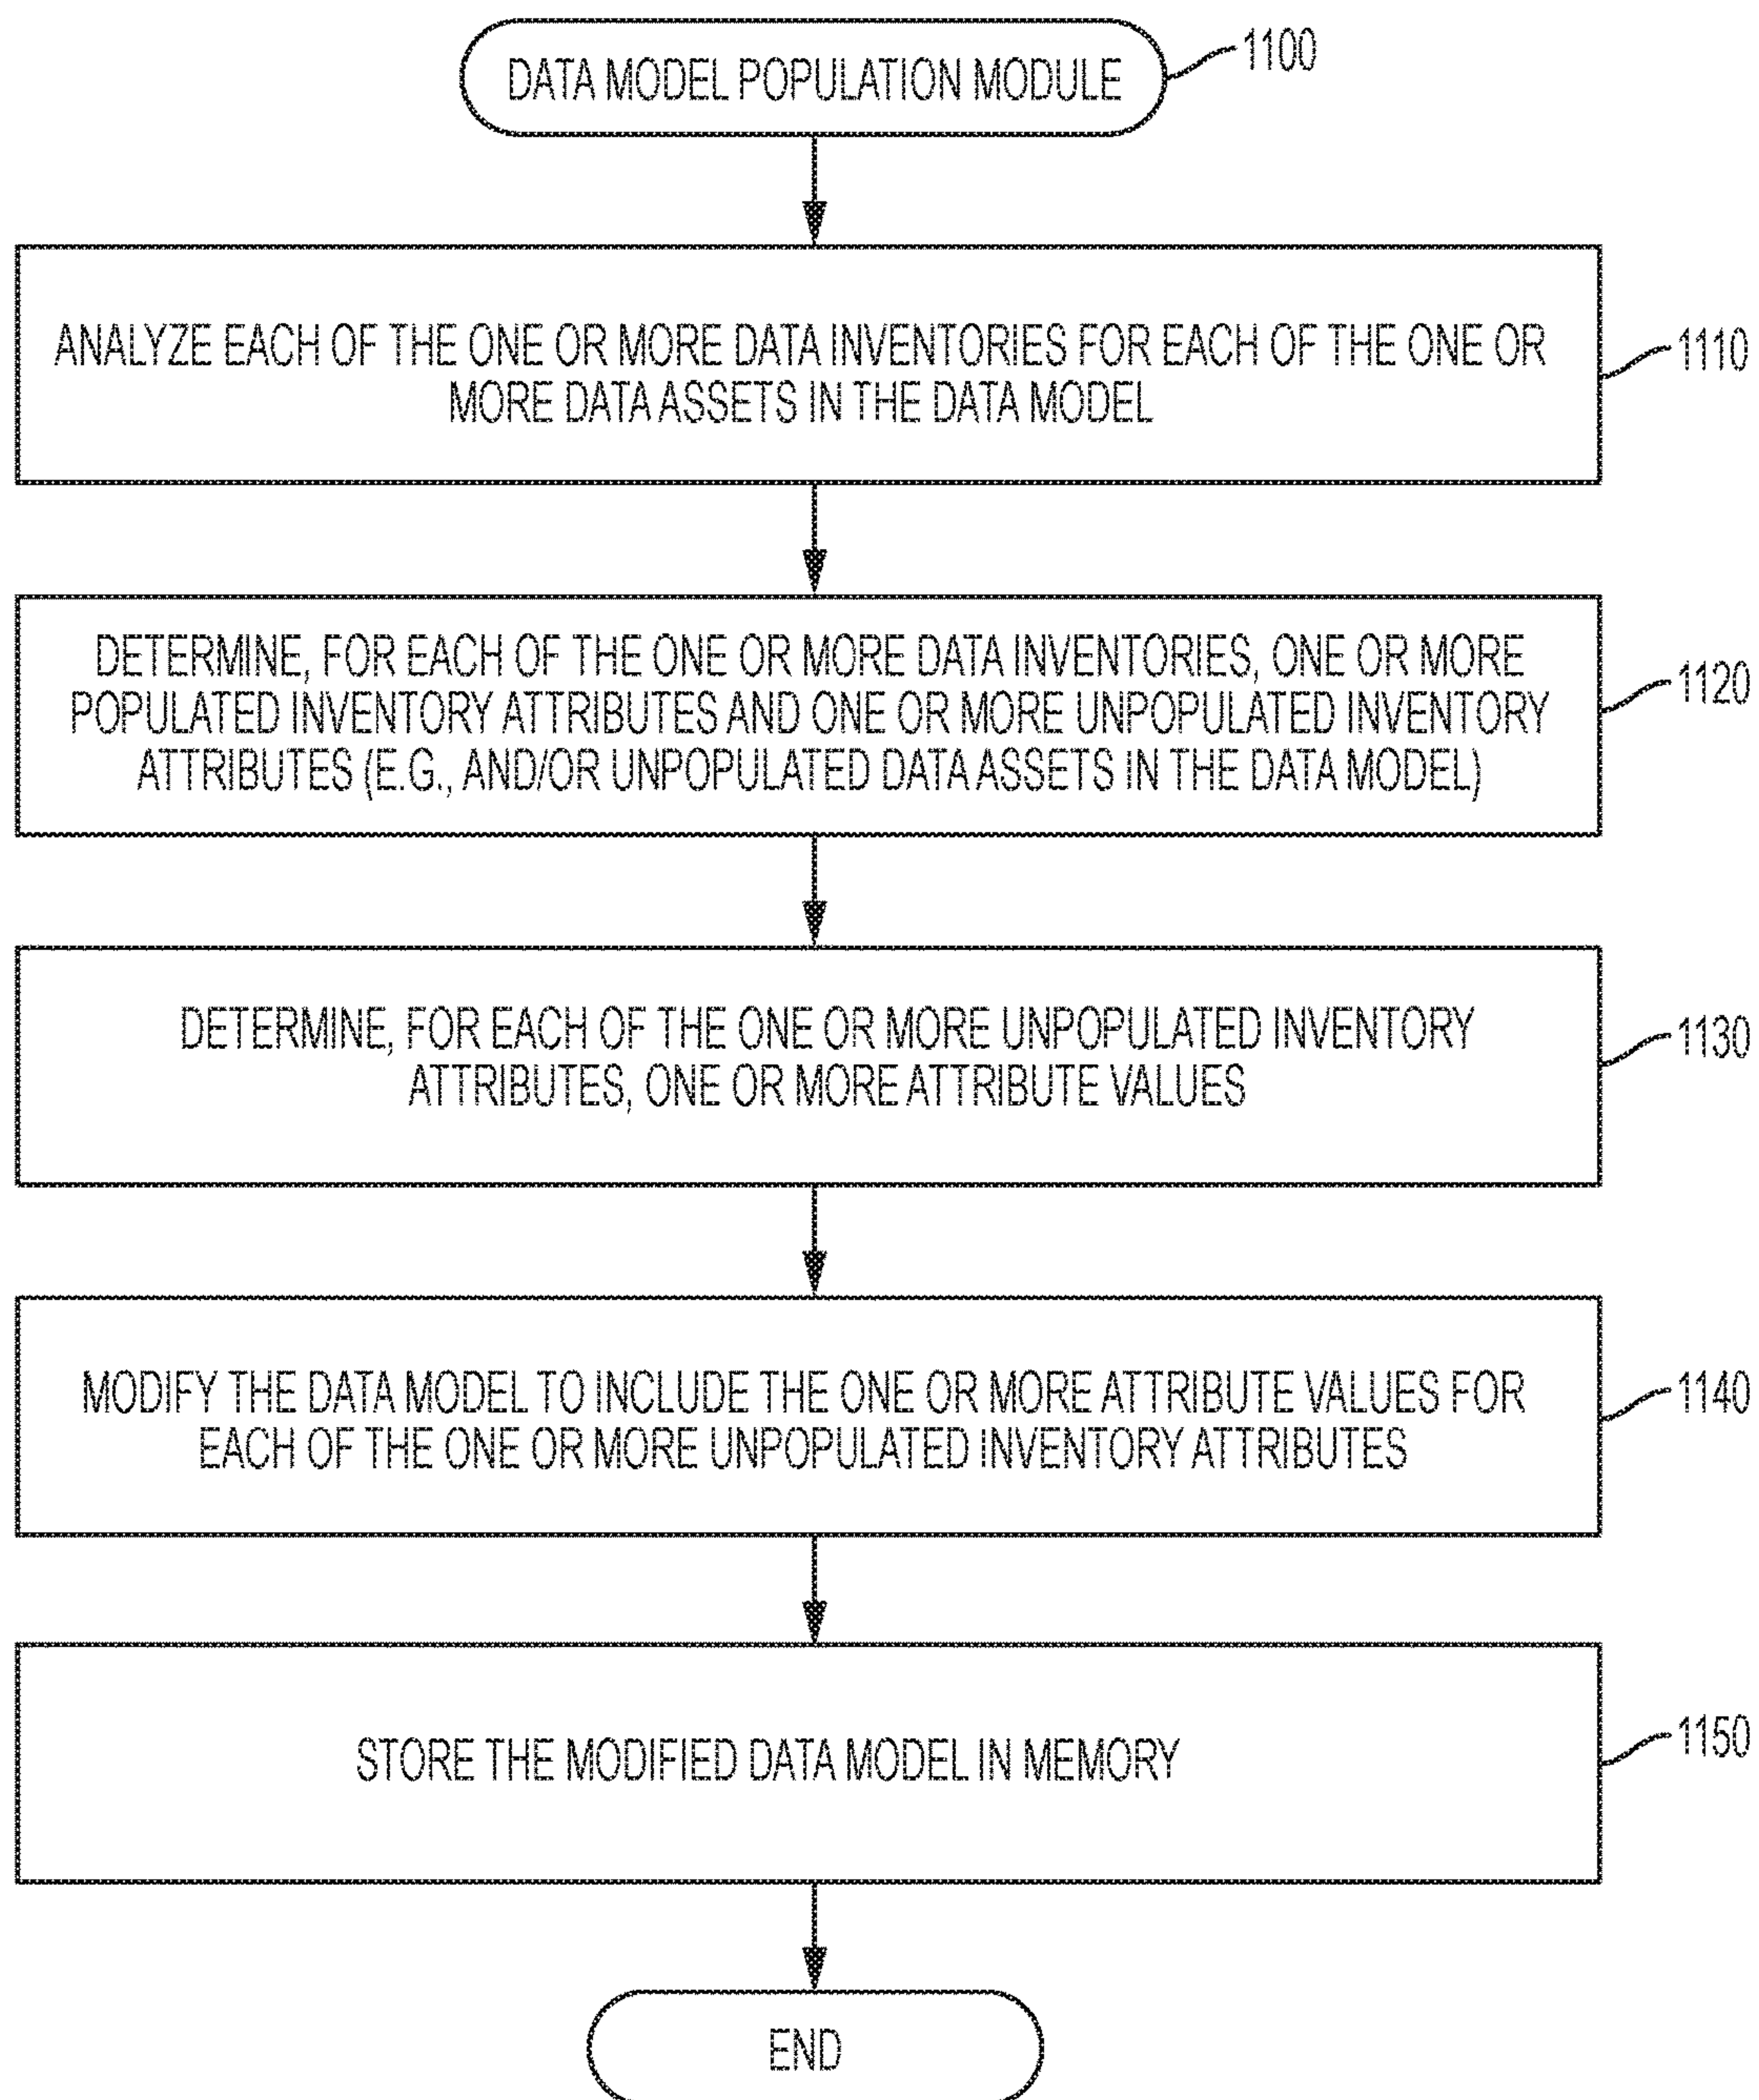 DATA MODEL POPULATION MODULE
1100
ANALYZE EACH OF THE ONE OR MORE DATA INVENTORIES FOR EACH OF THE ONE OR
MORE DATA ASSETS IN THE DATA MODEL
1110
DETERMINE, FOR EACH OF THE ONE OR MORE DATA INVENTORIES, ONE OR MORE
POPULATED INVENTORY ATTRIBUTES AND ONE OR MORE UNPOPULATED INVENTORY
ATTRIBUTES (E.G., AND/OR UNPOPULATED DATA ASSETS IN THE DATA MODEL)
1120
DETERMINE, FOR EACH OF THE ONE OR MORE UNPOPULATED INVENTORY
ATTRIBUTES, ONE OR MORE ATTRIBUTE VALUES
1130
MODIFY THE DATA MODEL TO INCLUDE THE ONE OR MORE ATTRIBUTE VALUES FOR
EACH OF THE ONE OR MORE UNPOPULATED INVENTORY ATTRIBUTES
1140
STORE THE MODIFIED DATA MODEL IN MEMORY
1150
END